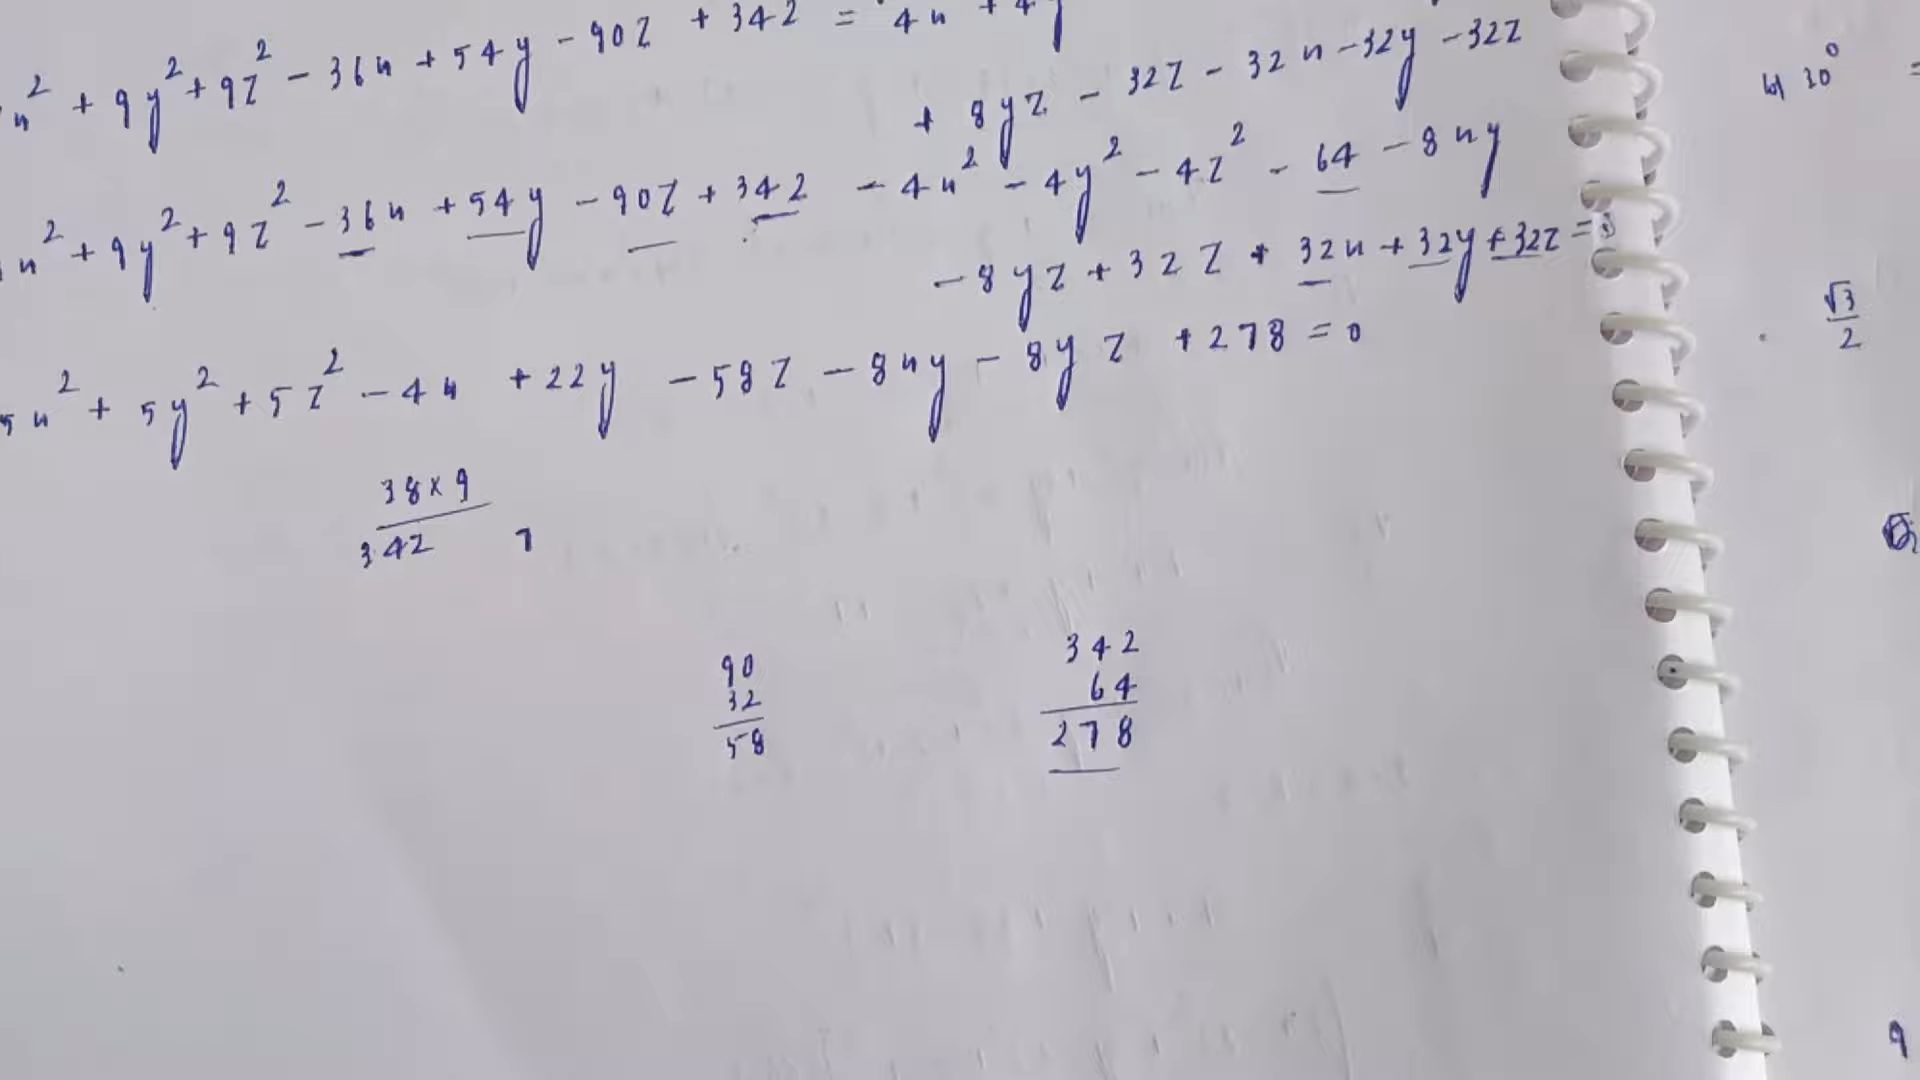 x² + 9y² + 9z² - 36x + 54y - 90z + 342 = 4x + 4y
+ 8yz - 32z - 32x - 32y - 32z
x² + 9y² + 9z² - 36x + 54y - 90z + 342 - 4x² - 4y² - 4z² - 64 - 8xy
- 8yz + 32z + 32x + 32y + 32z = 0
5x² + 5y² + 5z² - 4x + 22y - 58z - 8xy - 8yz + 278 = 0
38 x 9
342 7
90
32
58
342
64
278
30°
=
√3
2
9